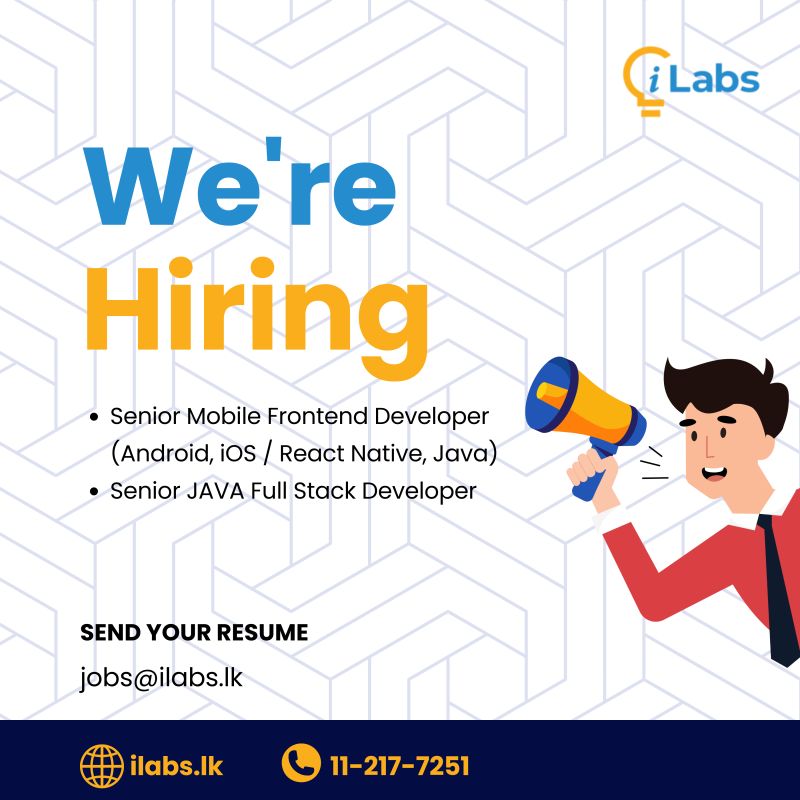 i Labs
We're
Hiring
• Senior Mobile Frontend Developer
(Android, iOS / React Native, Java)
• Senior JAVA Full Stack Developer
SEND YOUR RESUME
jobs@ilabs.lk
ilabs.lk
11-217-7251